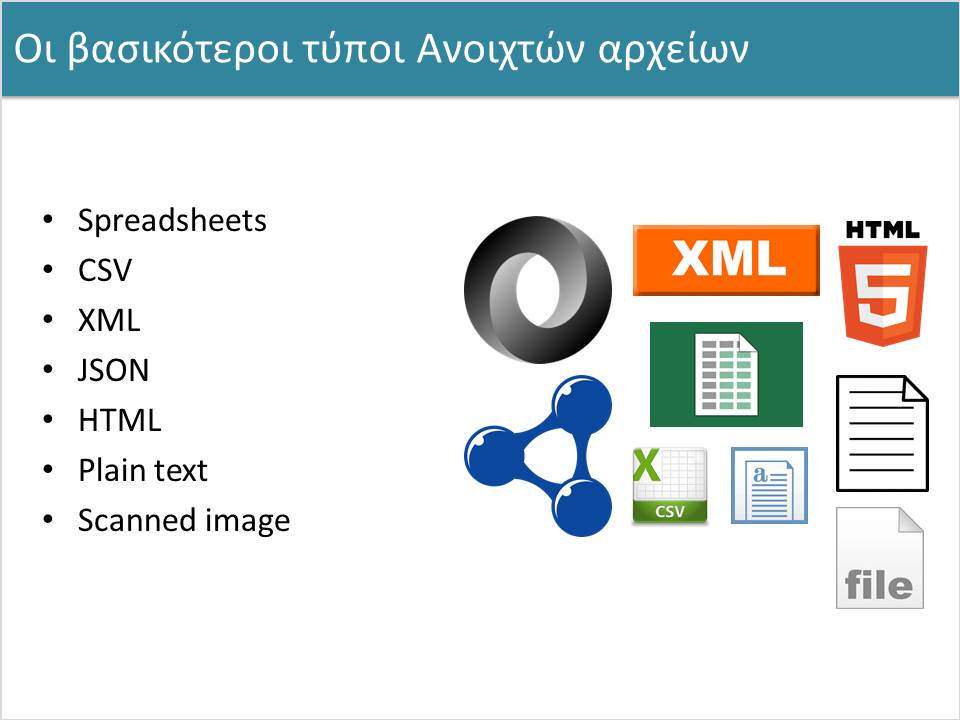 Οι βασικότεροι τύποι Ανοιχτών αρχείων
• Spreadsheets
• CSV
• XML
• JSON
• HTML
• Plain text
• Scanned image
XML
HTML
5
X
CSV
a
file